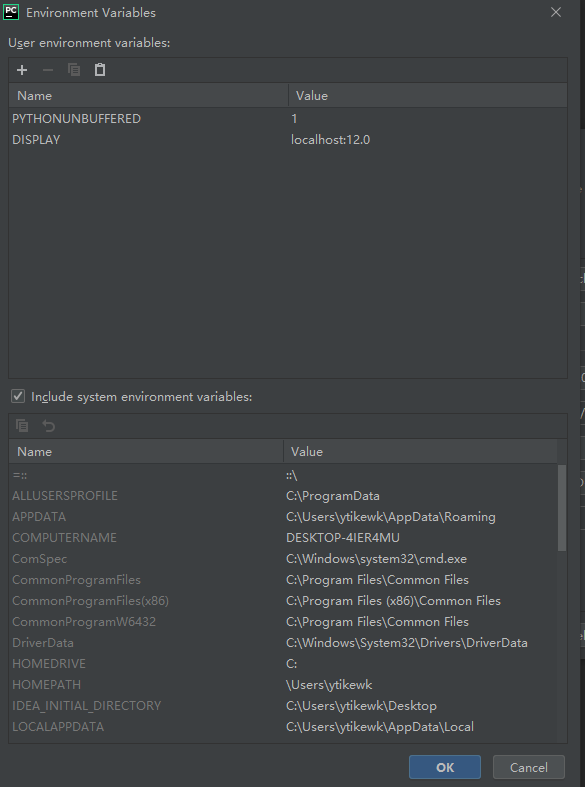 PC Environment Variables
User environment variables:
Name Value
PYTHONUNBUFFERED 1
DISPLAY localhost:12.0
Include system environment variables:
Name Value
=:: ::\
ALLUSERSPROFILE C:\ProgramData
APPDATA C:\Users\ytikewk\AppData\Roaming
COMPUTERNAME DESKTOP-4IER4MU
ComSpec C:\Windows\system32\cmd.exe
CommonProgramFiles C:\Program Files\Common Files
CommonProgramFiles(x86) C:\Program Files (x86)\Common Files
CommonProgramW6432 C:\Program Files\Common Files
DriverData C:\Windows\System32\Drivers\DriverData
HOMEDRIVE C:
HOMEPATH \Users\ytikewk
IDEA_INITIAL_DIRECTORY C:\Users\ytikewk\Desktop
LOCALAPPDATA C:\Users\ytikewk\AppData\Local
OK Cancel